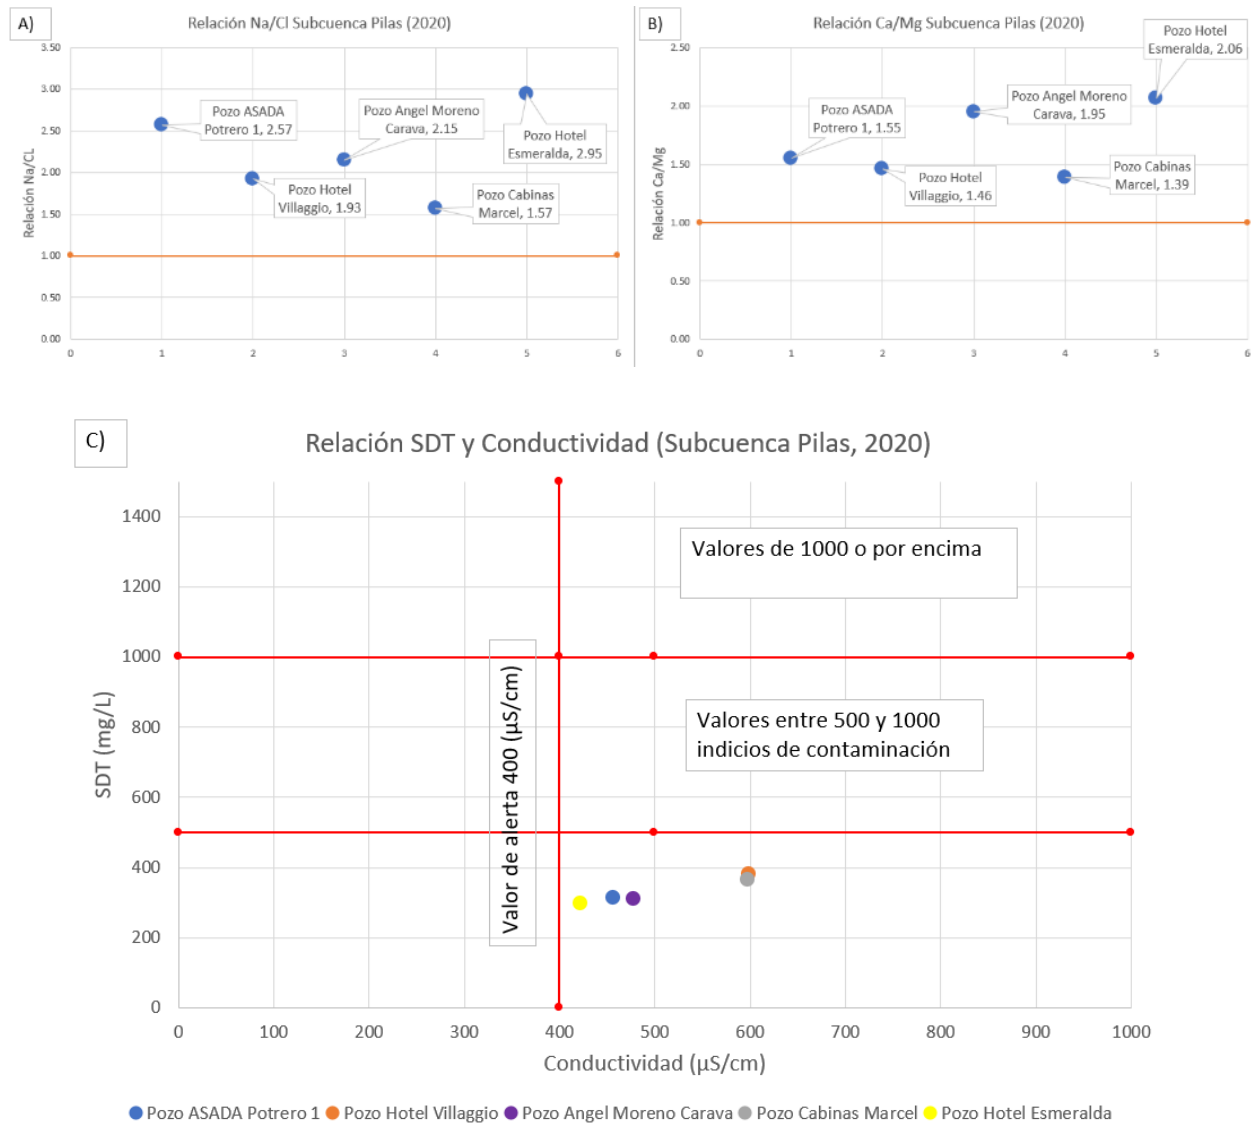 A)
Relación Na/Cl Subcuenca Pilas (2020)
3.50
3.00
2.50
2.00
1.50
1.00
0.50
0.00
Relación Na/CL
Pozo ASADA
Potrero 1, 2.57
Pozo Hotel
Villaggio, 1.93
Pozo Angel Moreno
Carava, 2.15
Pozo Cabinas
Marcel, 1.57
Pozo Hotel
Esmeralda, 2.95
0 1 2 3 4 5 6
B)
Relación Ca/Mg Subcuenca Pilas (2020)
2.50
2.00
1.50
1.00
0.50
0.00
Relación Ca/Mg
Pozo ASADA
Potrero 1, 1.55
Pozo Hotel
Villaggio, 1.46
Pozo Angel Moreno
Carava, 1.95
Pozo Cabinas
Marcel, 1.39
Pozo Hotel
Esmeralda, 2.06
0 1 2 3 4 5 6
C)
Relación SDT y Conductividad (Subcuenca Pilas, 2020)
1400
1200
1000
800
600
400
200
0
SDT (mg/L)
Valores de 1000 o por encima
Valores entre 500 y 1000
indicios de contaminación
Valor de alerta 400 (µS/cm)
0 100 200 300 400 500 600 700 800 900 1000
Conductividad (µS/cm)
Pozo ASADA Potrero 1 Pozo Hotel Villaggio Pozo Angel Moreno Carava Pozo Cabinas Marcel Pozo Hotel Esmeralda